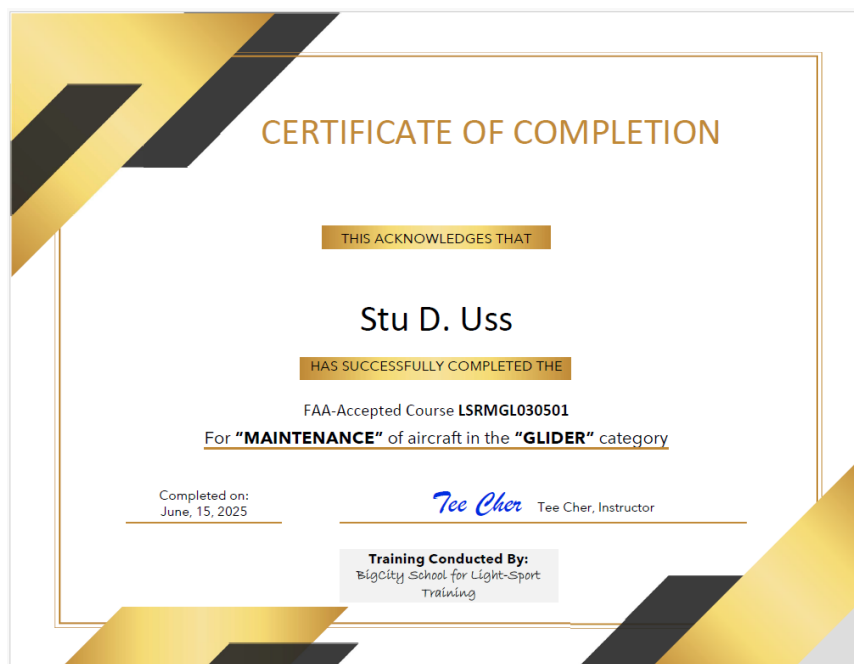 CERTIFICATE OF COMPLETION
THIS ACKNOWLEDGES THAT
Stu D. Uss
HAS SUCCESSFULLY COMPLETED THE
FAA-Accepted Course LSRMGL030501
For “MAINTENANCE” of aircraft in the “GLIDER” category
Completed on:
June, 15, 2025
Tee Cher Tee Cher, Instructor
Training Conducted By:
BigCity School for Light-Sport
Training